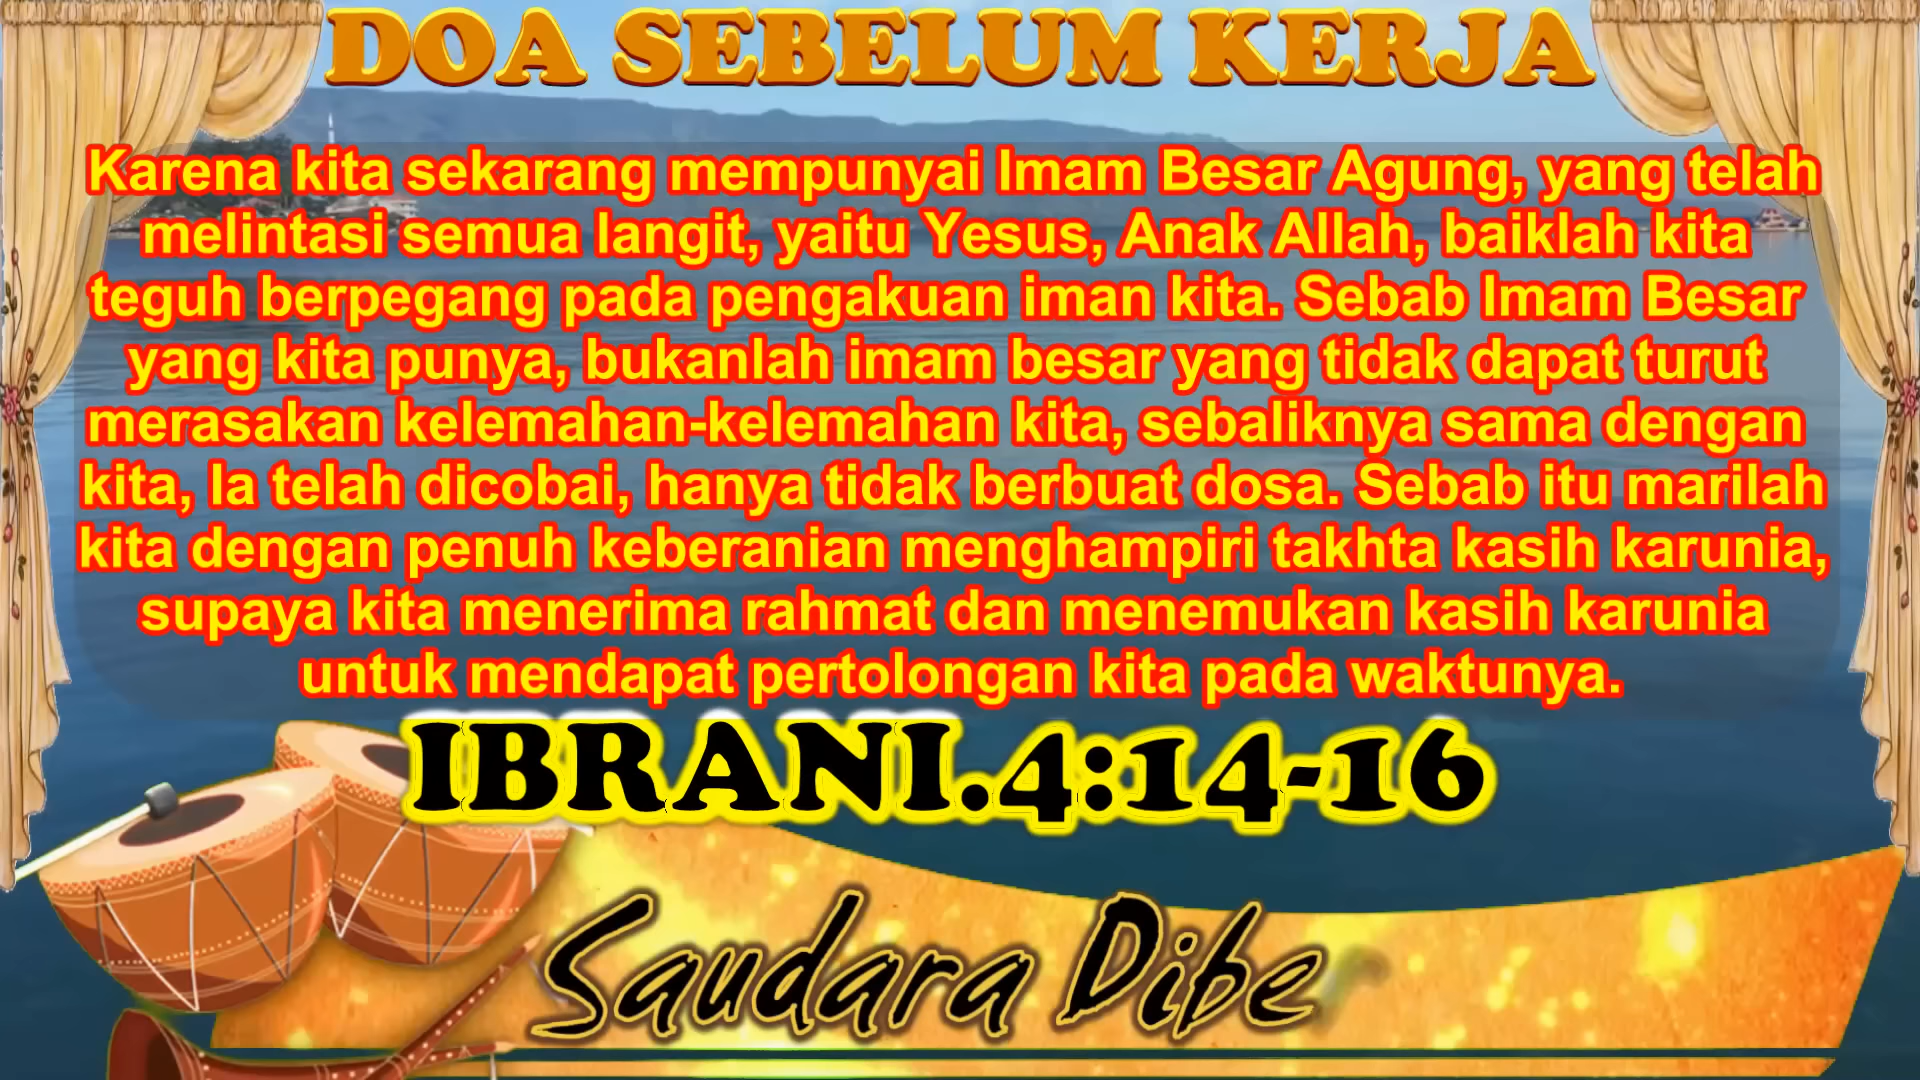 DOA SEBELUM KERJA
Karena kita sekarang mempunyai Imam Besar Agung, yang telah
melintasi semua langit, yaitu Yesus, Anak Allah, baiklah kita
teguh berpegang pada pengakuan iman kita. Sebab Imam Besar
yang kita punya, bukanlah imam besar yang tidak dapat turut
merasakan kelemahan-kelemahan kita, sebaliknya sama dengan
kita, Ia telah dicobai, hanya tidak berbuat dosa. Sebab itu marilah
kita dengan penuh keberanian menghampiri takhta kasih karunia,
supaya kita menerima rahmat dan menemukan kasih karunia
untuk mendapat pertolongan kita pada waktunya.
IBRANI.4:14-16
Saudara Dibe